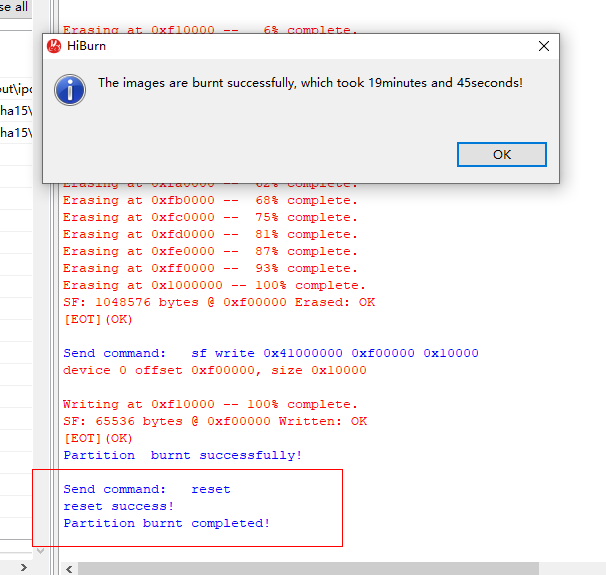 se all
Erasing at 0xf10000 -- 6% complete.
HiBurn
The images are burnt successfully, which took 19minutes and 45seconds!
OK
out\ipc
ha15\
ha15\
Erasing at 0xfa0000 -- 62% complete.
Erasing at 0xfb0000 -- 68% complete.
Erasing at 0xfc0000 -- 75% complete.
Erasing at 0xfd0000 -- 81% complete.
Erasing at 0xfe0000 -- 87% complete.
Erasing at 0xff0000 -- 93% complete.
Erasing at 0x1000000 -- 100% complete.
SF: 1048576 bytes @ 0xf00000 Erased: OK
[EOT](OK)
Send command: sf write 0x41000000 0xf00000 0x10000
device 0 offset 0xf00000, size 0x10000
Writing at 0xf10000 -- 100% complete.
SF: 65536 bytes @ 0xf00000 Written: OK
[EOT](OK)
Partition burnt successfully!
Send command: reset
reset success!
Partition burnt completed!